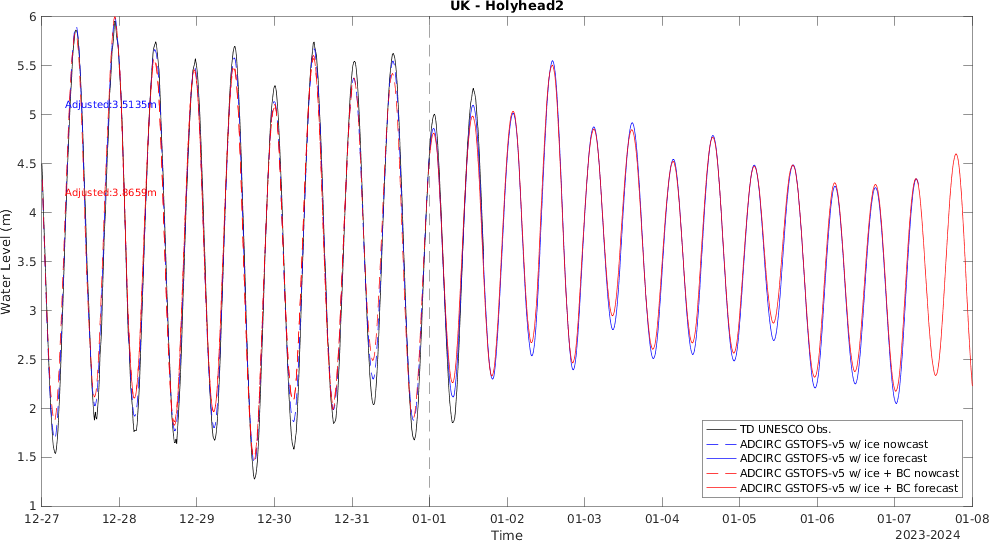 UK - Holyhead2
6
5.5
5
4.5
4
3.5
3
2.5
2
1.5
1
Water Level (m)
Adjusted:3.5135m
Adjusted:3.8659m
TD UNESCO Obs.
ADCIRC GSTOFS-v5 w/ ice nowcast
ADCIRC GSTOFS-v5 w/ ice forecast
ADCIRC GSTOFS-v5 w/ ice + BC nowcast
ADCIRC GSTOFS-v5 w/ ice + BC forecast
12-27 12-28 12-29 12-30 12-31 01-01 01-02 01-03 01-04 01-05 01-06 01-07 01-08
Time
2023-2024